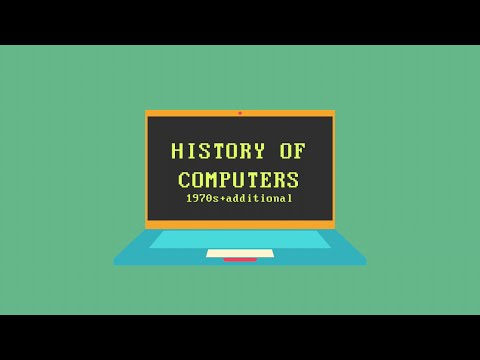 HISTORY OF
COMPUTERS
1970s+additional